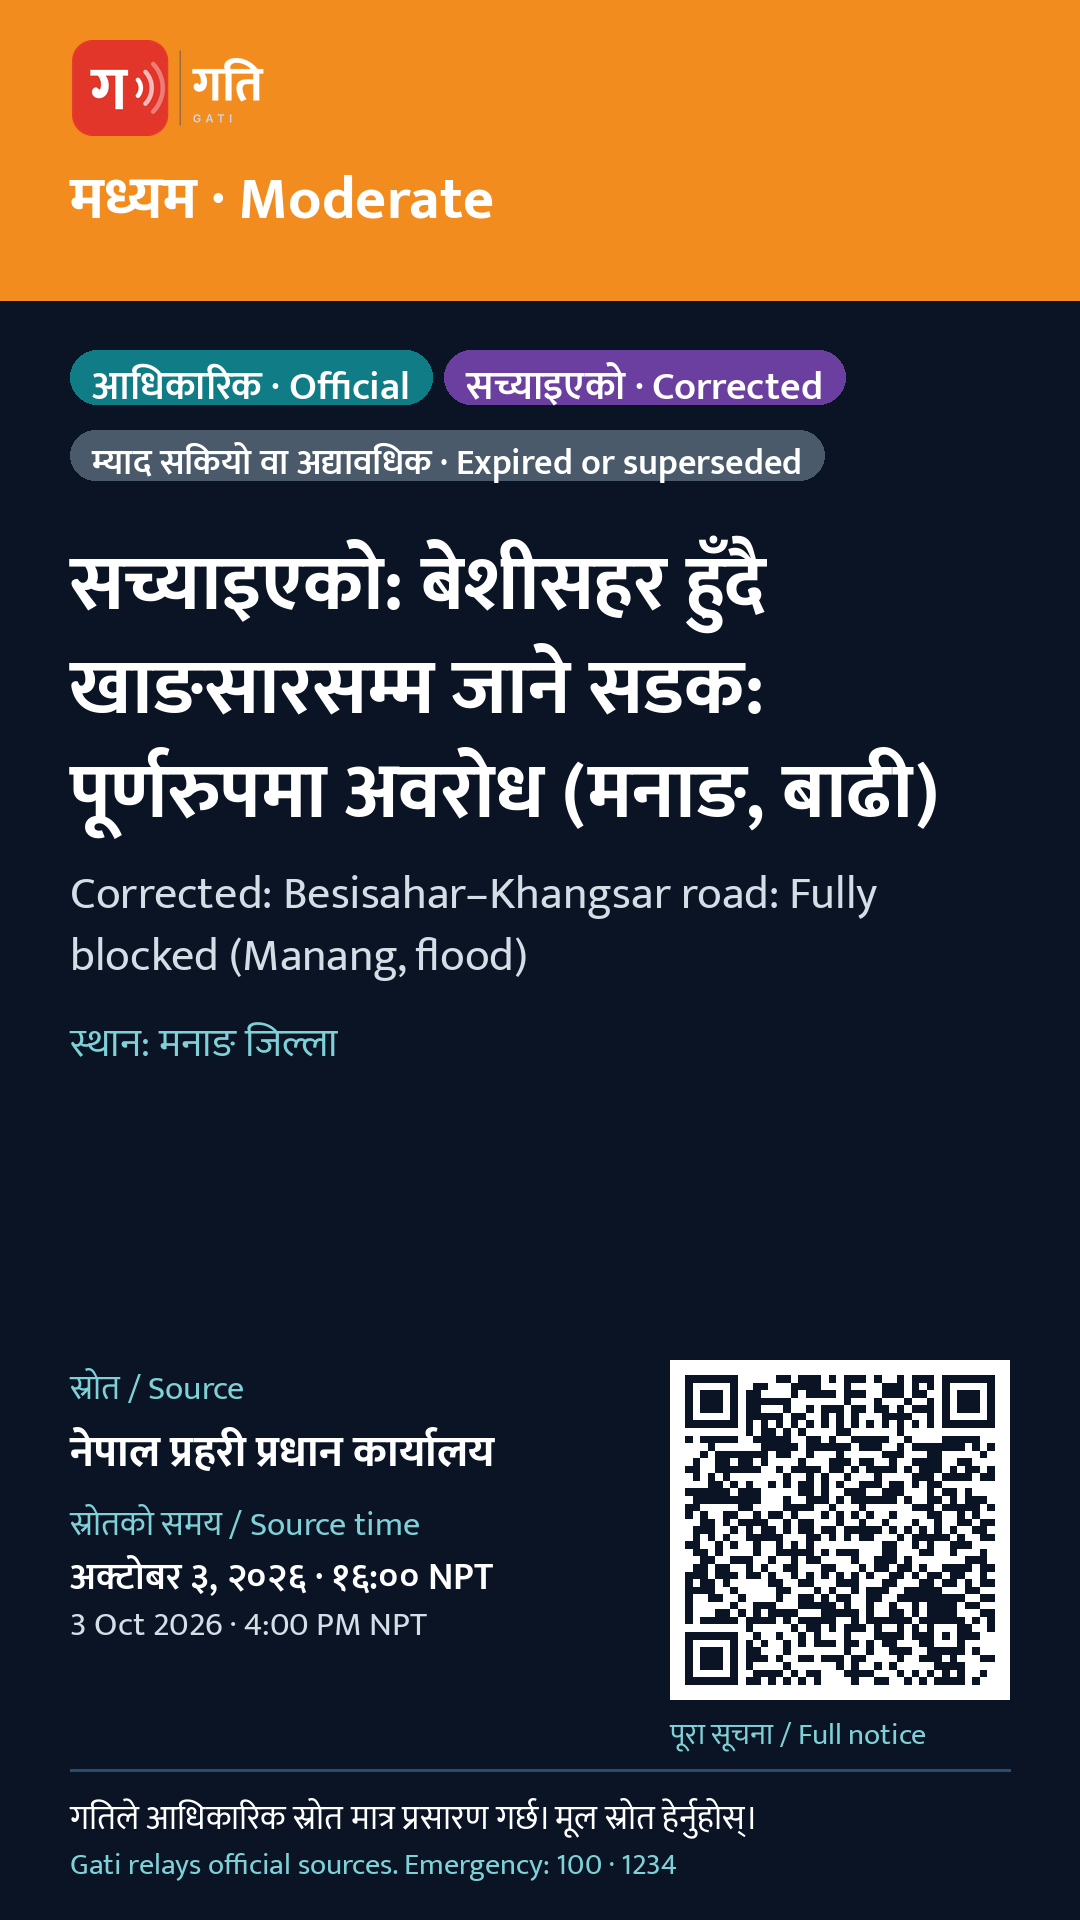 ग
गति
GATI
मध्यम · Moderate
आधिकारिक · Official
सच्याइएको · Corrected
म्याद सकियो वा अद्यावधिक · Expired or superseded
सच्याइएको: बेशीसहर हुँदै
खाङसारसम्म जाने सडक:
पूर्णरुपमा अवरोध (मनाङ, बाढी)
Corrected: Besisahar–Khangsar road: Fully
blocked (Manang, flood)
स्थान: मनाङ जिल्ला
स्रोत / Source
नेपाल प्रहरी प्रधान कार्यालय
स्रोतको समय / Source time
अक्टोबर ३, २०२६ · १६:०० NPT
3 Oct 2026 · 4:00 PM NPT
पूरा सूचना / Full notice
गतिले आधिकारिक स्रोत मात्र प्रसारण गर्छ। मूल स्रोत हेर्नुहोस्।
Gati relays official sources. Emergency: 100 · 1234